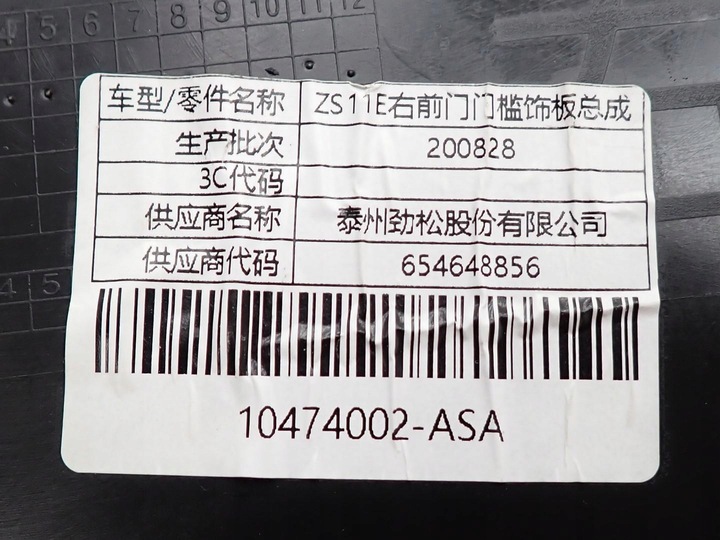 4 5 6 7 8 9 10 11 12
车型/零件名称 ZS11E右前门门槛饰板总成
生产批次 200828
3C代码
供应商名称 泰州劲松股份有限公司
供应商代码 654648856
4 5
10474002-ASA